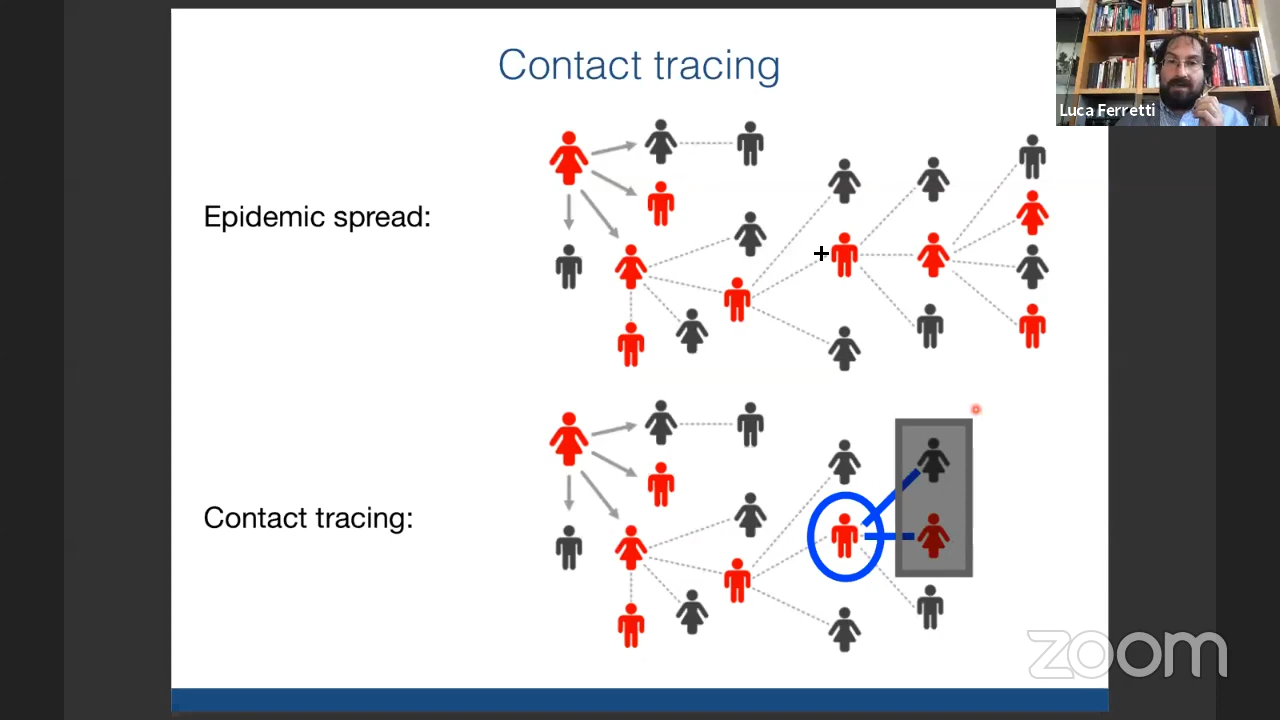 Contact tracing
Luca Ferretti
Epidemic spread:
Contact tracing:
zoom